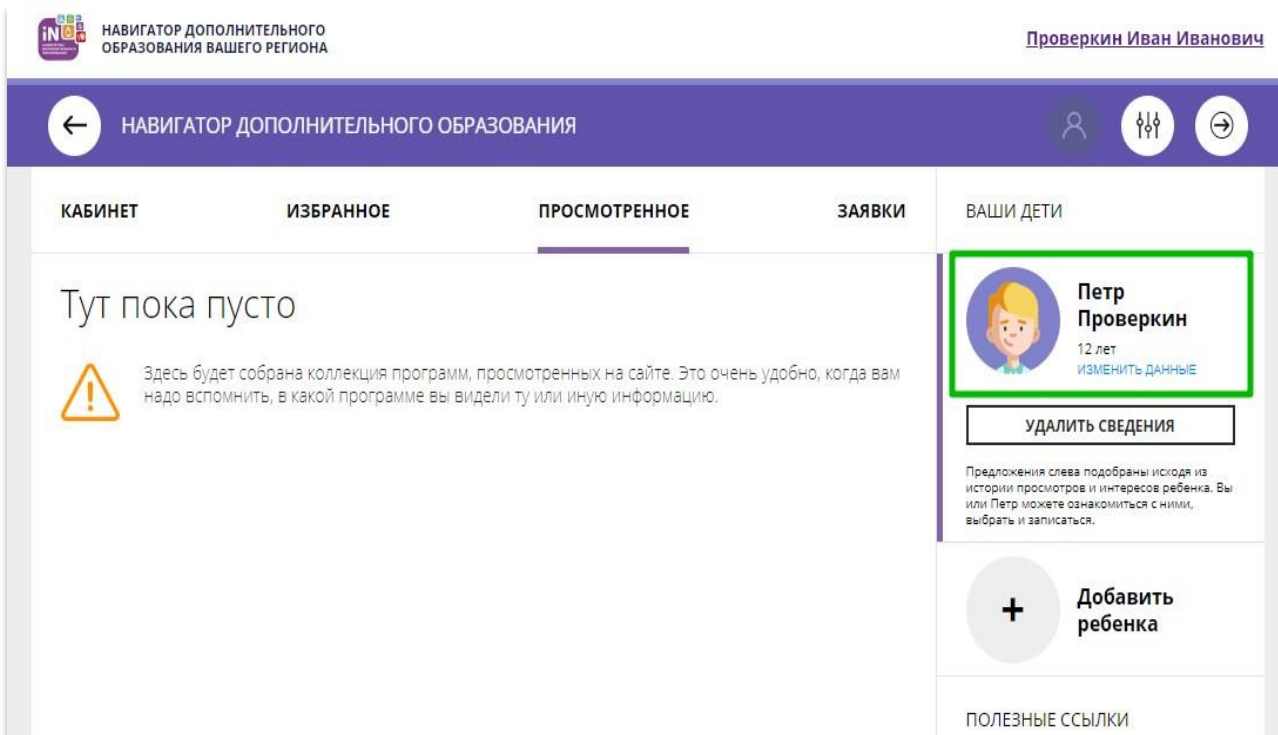 НАВИГАТОР ДОПОЛНИТЕЛЬНОГО
ОБРАЗОВАНИЯ ВАШЕГО РЕГИОНА
Проверкин Иван Иванович
НАВИГАТОР ДОПОЛНИТЕЛЬНОГО ОБРАЗОВАНИЯ
КАБИНЕТ
ИЗБРАННОЕ
ПРОСМОТРЕННОЕ
ЗАЯВКИ
Тут пока пусто
Здесь будет собрана коллекция программ, просмотренных на сайте. Это очень удобно, когда вам
надо вспомнить, в какой программе вы видели ту или иную информацию.
ВАШИ ДЕТИ
Петр
Проверкин
12 лет
ИЗМЕНИТЬ ДАННЫЕ
УДАЛИТЬ СВЕДЕНИЯ
Предложения слева подобраны исходя из
истории просмотров и интересов ребенка. Вы
или Петр можете ознакомиться с ними,
выбрать и записаться.
+
Добавить
ребенка
ПОЛЕЗНЫЕ ССЫЛКИ